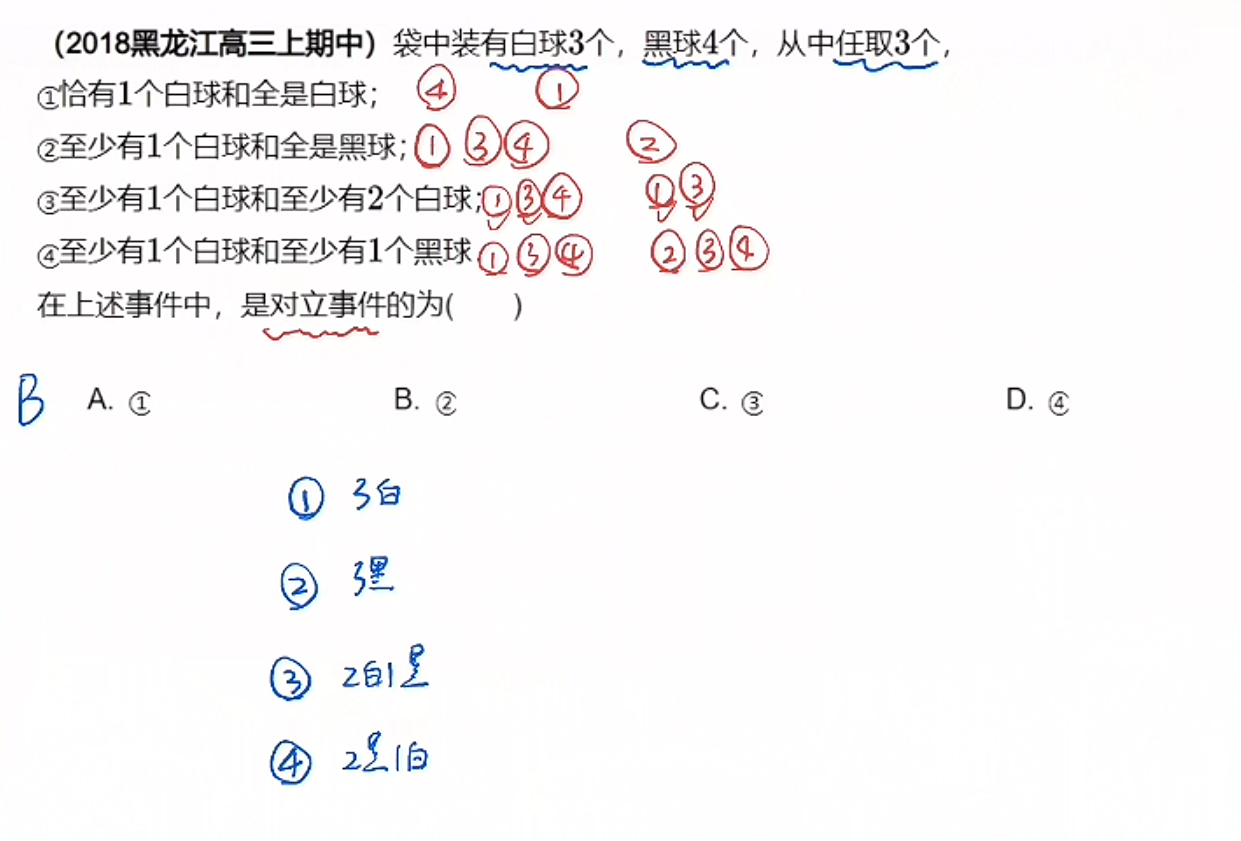 （2018黑龙江高三上期中）袋中装有白球3个，黑球4个，从中任取3个，
①恰有1个白球和全是白球； ④ ①
②至少有1个白球和全是黑球；① ③ ④ ②
③至少有1个白球和至少有2个白球；① ③ ④ ① ③
④至少有1个白球和至少有1个黑球 ① ③ ④ ② ③ ④
在上述事件中，是对立事件的为( )
B A. ① B. ② C. ③ D. ④
① 3白
② 3黑
③ 2白1黑
④ 2黑1白